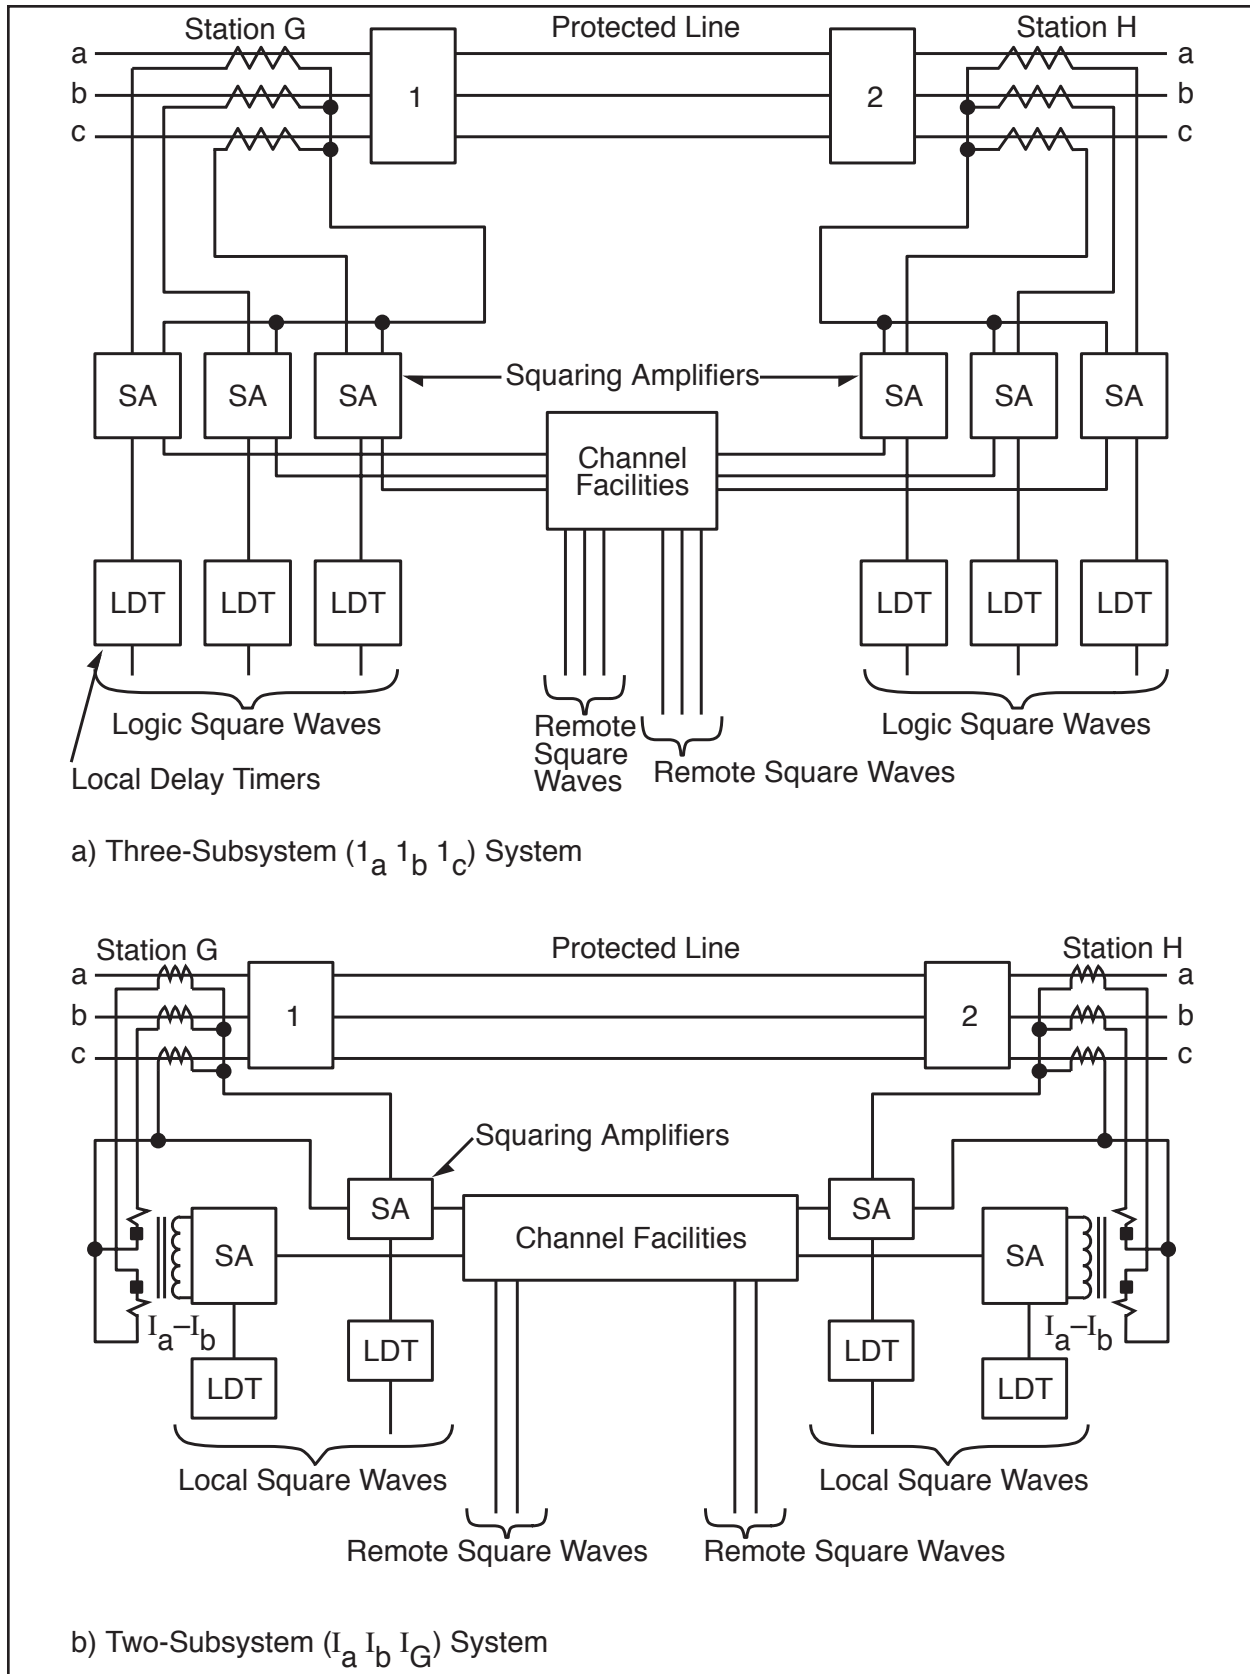 Station G
Protected Line
Station H
a
a
b
b
c
c
1
2
SA
SA
SA
Squaring Amplifiers
SA
SA
SA
Channel
Facilities
LDT
LDT
LDT
LDT
LDT
LDT
Logic Square Waves
Logic Square Waves
Remote
Square
Waves
Remote Square Waves
Local Delay Timers
a) Three-Subsystem (1a 1b 1c) System
Station G
Protected Line
Station H
a
a
b
b
c
c
1
2
Squaring Amplifiers
SA
SA
SA
Channel Facilities
SA
Ia–Ib
Ia–Ib
LDT
LDT
LDT
LDT
Local Square Waves
Local Square Waves
Remote Square Waves
Remote Square Waves
b) Two-Subsystem (Ia Ib IG) System